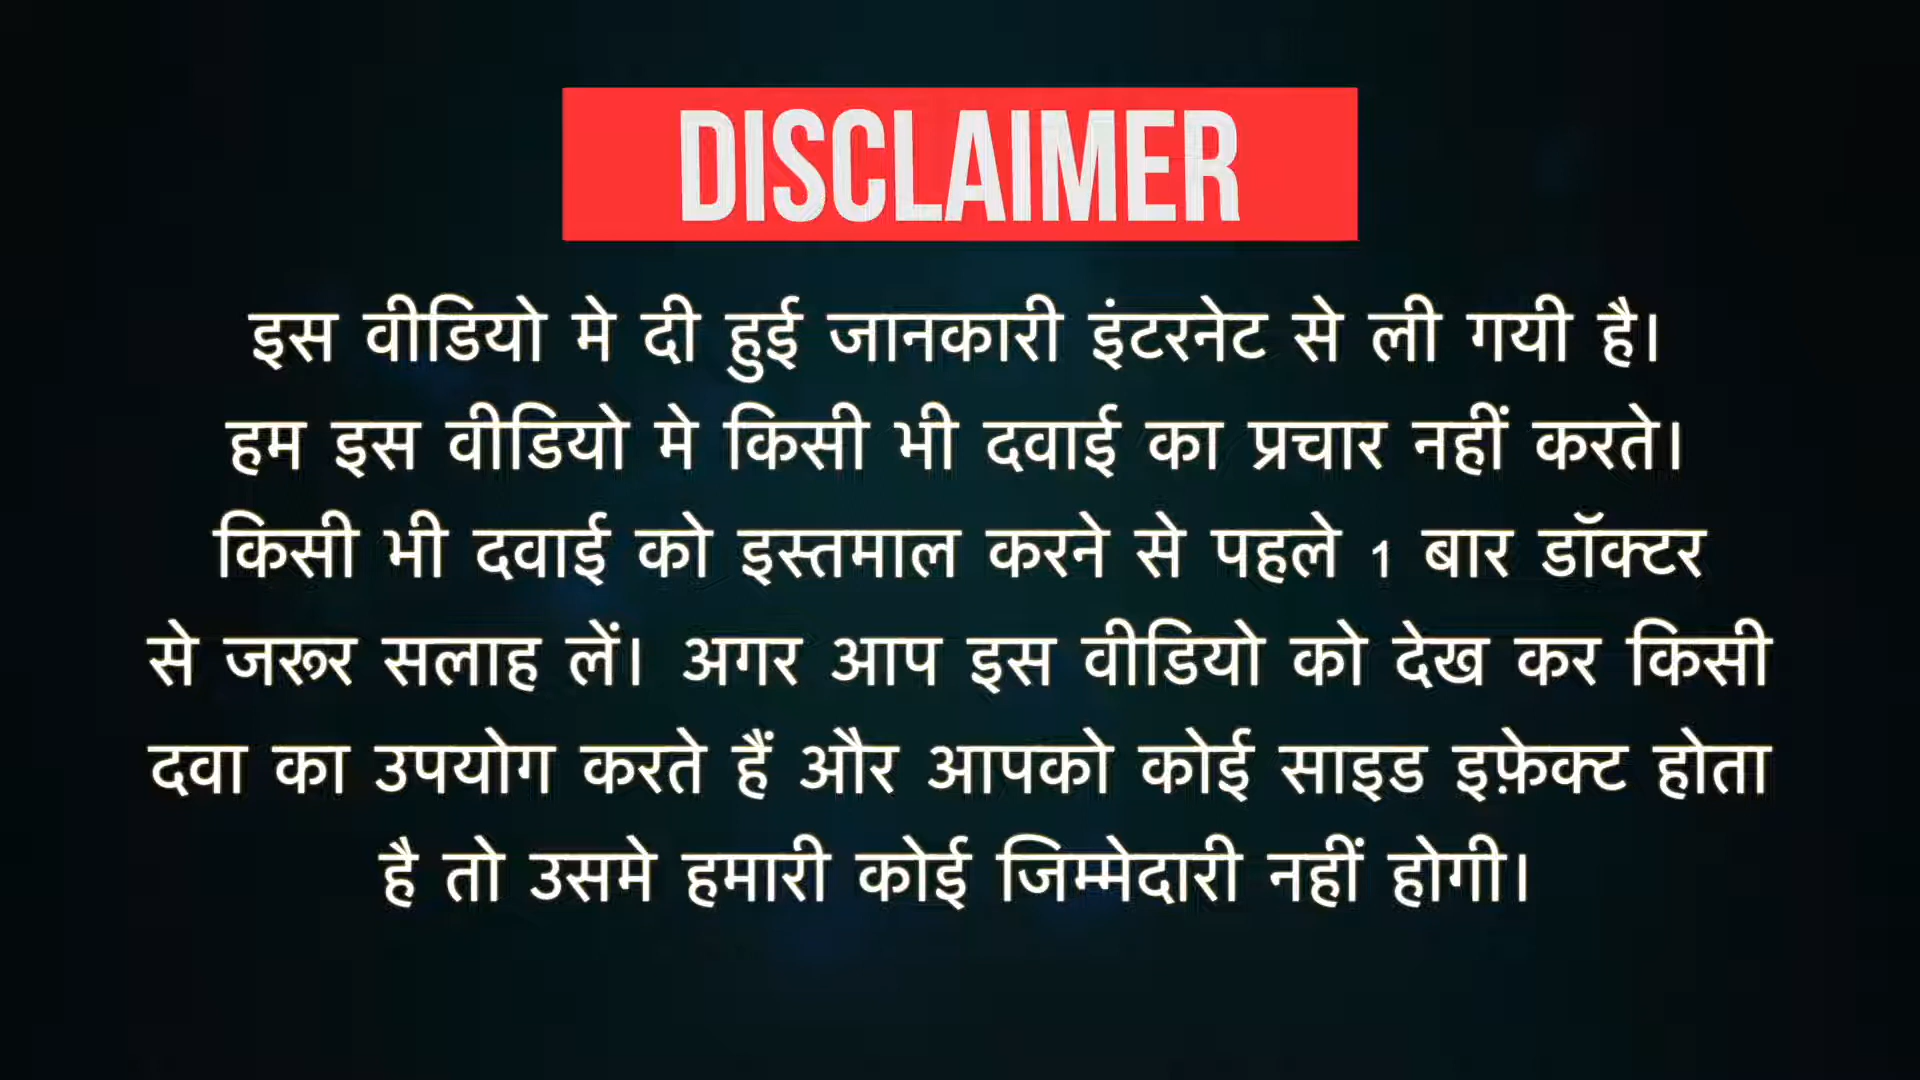 DISCLAIMER
इस वीडियो मे दी हुई जानकारी इंटरनेट से ली गयी है।
हम इस वीडियो मे किसी भी दवाई का प्रचार नहीं करते।
किसी भी दवाई को इस्तमाल करने से पहले 1 बार डॉक्टर
से जरूर सलाह लें। अगर आप इस वीडियो को देख कर किसी
दवा का उपयोग करते हैं और आपको कोई साइड इफ़ेक्ट होता
है तो उसमे हमारी कोई जिम्मेदारी नहीं होगी।